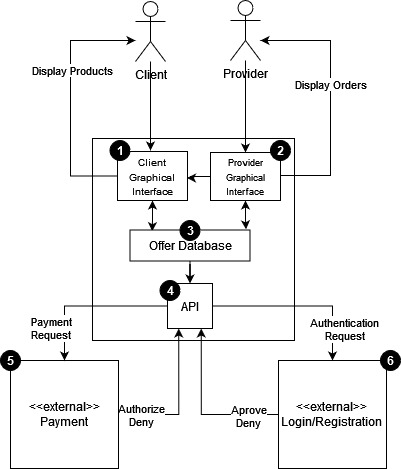 Client
Provider
Display Products
Display Orders
1
Client
Graphical
Interface
2
Provider
Graphical
Interface
3
Offer Database
4
API
Payment
Request
Authentication
Request
5
<<external>>
Payment
Authorize
Deny
Aprove
Deny
6
<<external>>
Login/Registration